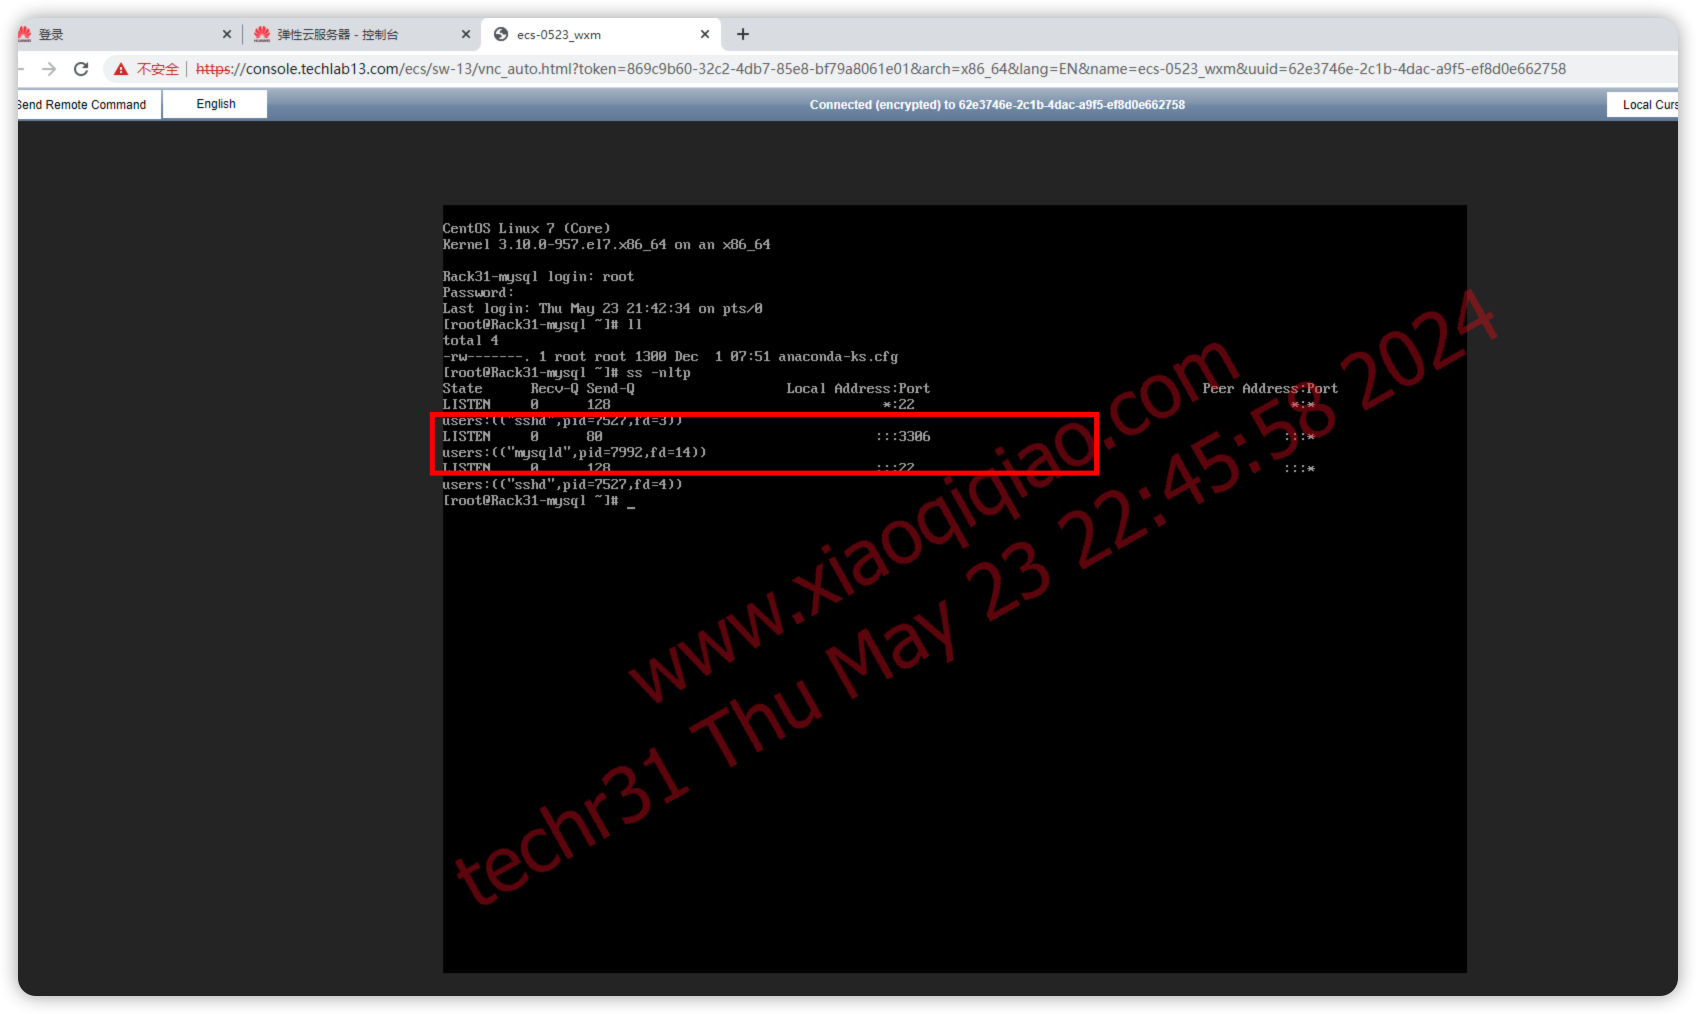 登录
弹性云服务器 - 控制台
ecs-0523_wxm
不安全
https://console.techlab13.com/ecs/sw-13/vnc_auto.html?token=869c9b60-32c2-4db7-85e8-bf79a8061e01&arch=x86_64&lang=EN&name=ecs-0523_wxm&uuid=62e3746e-2c1b-4dac-a9f5-ef8d0e662758
Send Remote Command
English
Connected (encrypted) to 62e3746e-2c1b-4dac-a9f5-ef8d0e662758
Local Curs
CentOS Linux 7 (Core)
Kernel 3.10.0-957.el7.x86_64 on an x86_64
Rack31-mysql login: root
Password:
Last login: Thu May 23 21:42:34 on pts/0
[root@Rack31-mysql ~]# ll
total 4
-rw-------. 1 root root 1300 Dec  1 07:51 anaconda-ks.cfg
[root@Rack31-mysql ~]# ss -nltp
State Recv-Q Send-Q Local Address:Port Peer Address:Port
LISTEN 0 128 *:22 *:*
users:(("sshd",pid=7527,fd=3))
LISTEN 0 80 :::3306 :::*
users:(("mysqld",pid=7992,fd=14))
LISTEN 0 128 :::22 :::*
users:(("sshd",pid=7527,fd=4))
[root@Rack31-mysql ~]# _
www.xiaoqiqiao.com
techr31 Thu May 23 22:45:58 2024